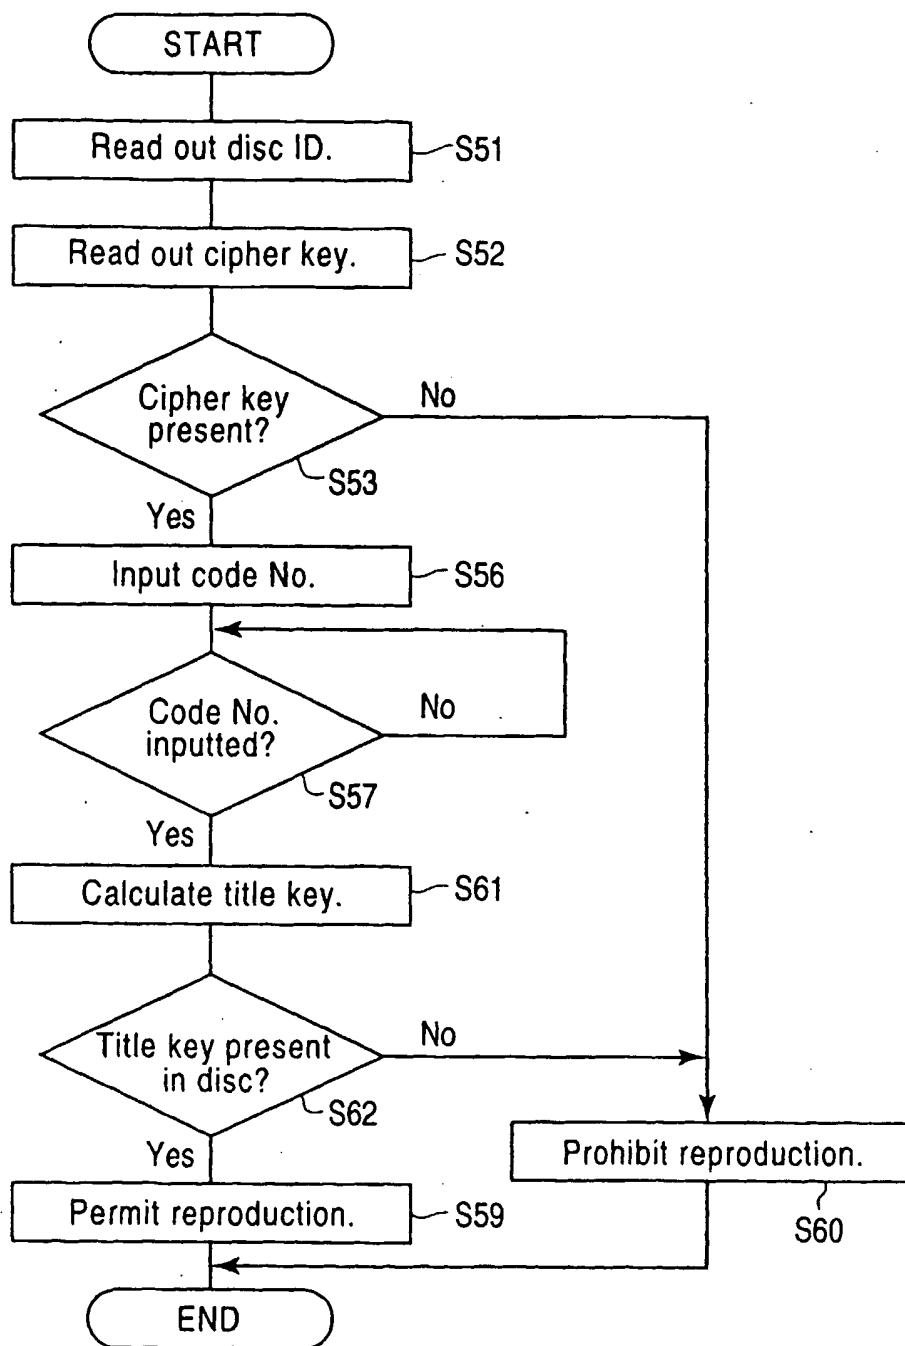 START
Read out disc ID.
S51
Read out cipher key.
S52
Cipher key
present?
No
S53
Yes
Input code No.
S56
Code No.
inputted?
No
S57
Yes
Calculate title key.
S61
Title key present
in disc?
No
S62
Yes
Prohibit reproduction.
S60
Permit reproduction.
S59
END